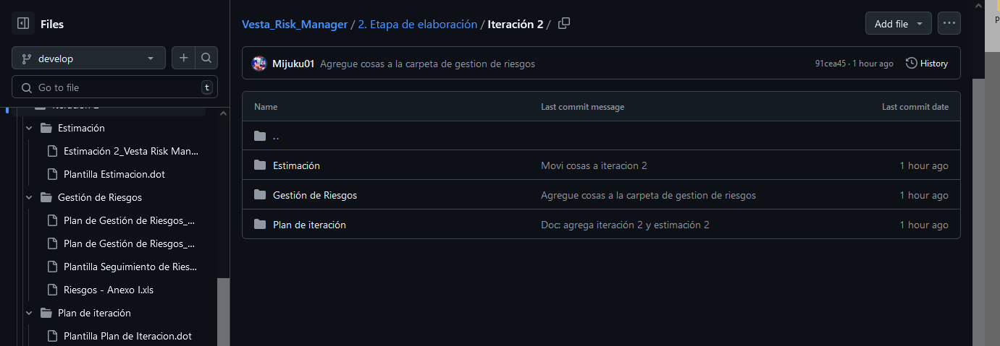 Files
develop
Go to file
t
Iteración 2
Estimación
Estimación 2_Vesta Risk Man...
Plantilla Estimacion.dot
Gestión de Riesgos
Plan de Gestión de Riesgos_...
Plan de Gestión de Riesgos_...
Plantilla Seguimiento de Ries...
Riesgos - Anexo I.xls
Plan de iteración
Plantilla Plan de Iteracion.dot
Vesta_Risk_Manager / 2. Etapa de elaboración / Iteración 2 /
Add file
Mijuku01 Agregue cosas a la carpeta de gestion de riesgos 91cea45 · 1 hour ago History
Name Last commit message Last commit date
..
Estimación Movi cosas a iteracion 2 1 hour ago
Gestión de Riesgos Agregue cosas a la carpeta de gestion de riesgos 1 hour ago
Plan de iteración Doc: agrega iteración 2 y estimación 2 1 hour ago
P